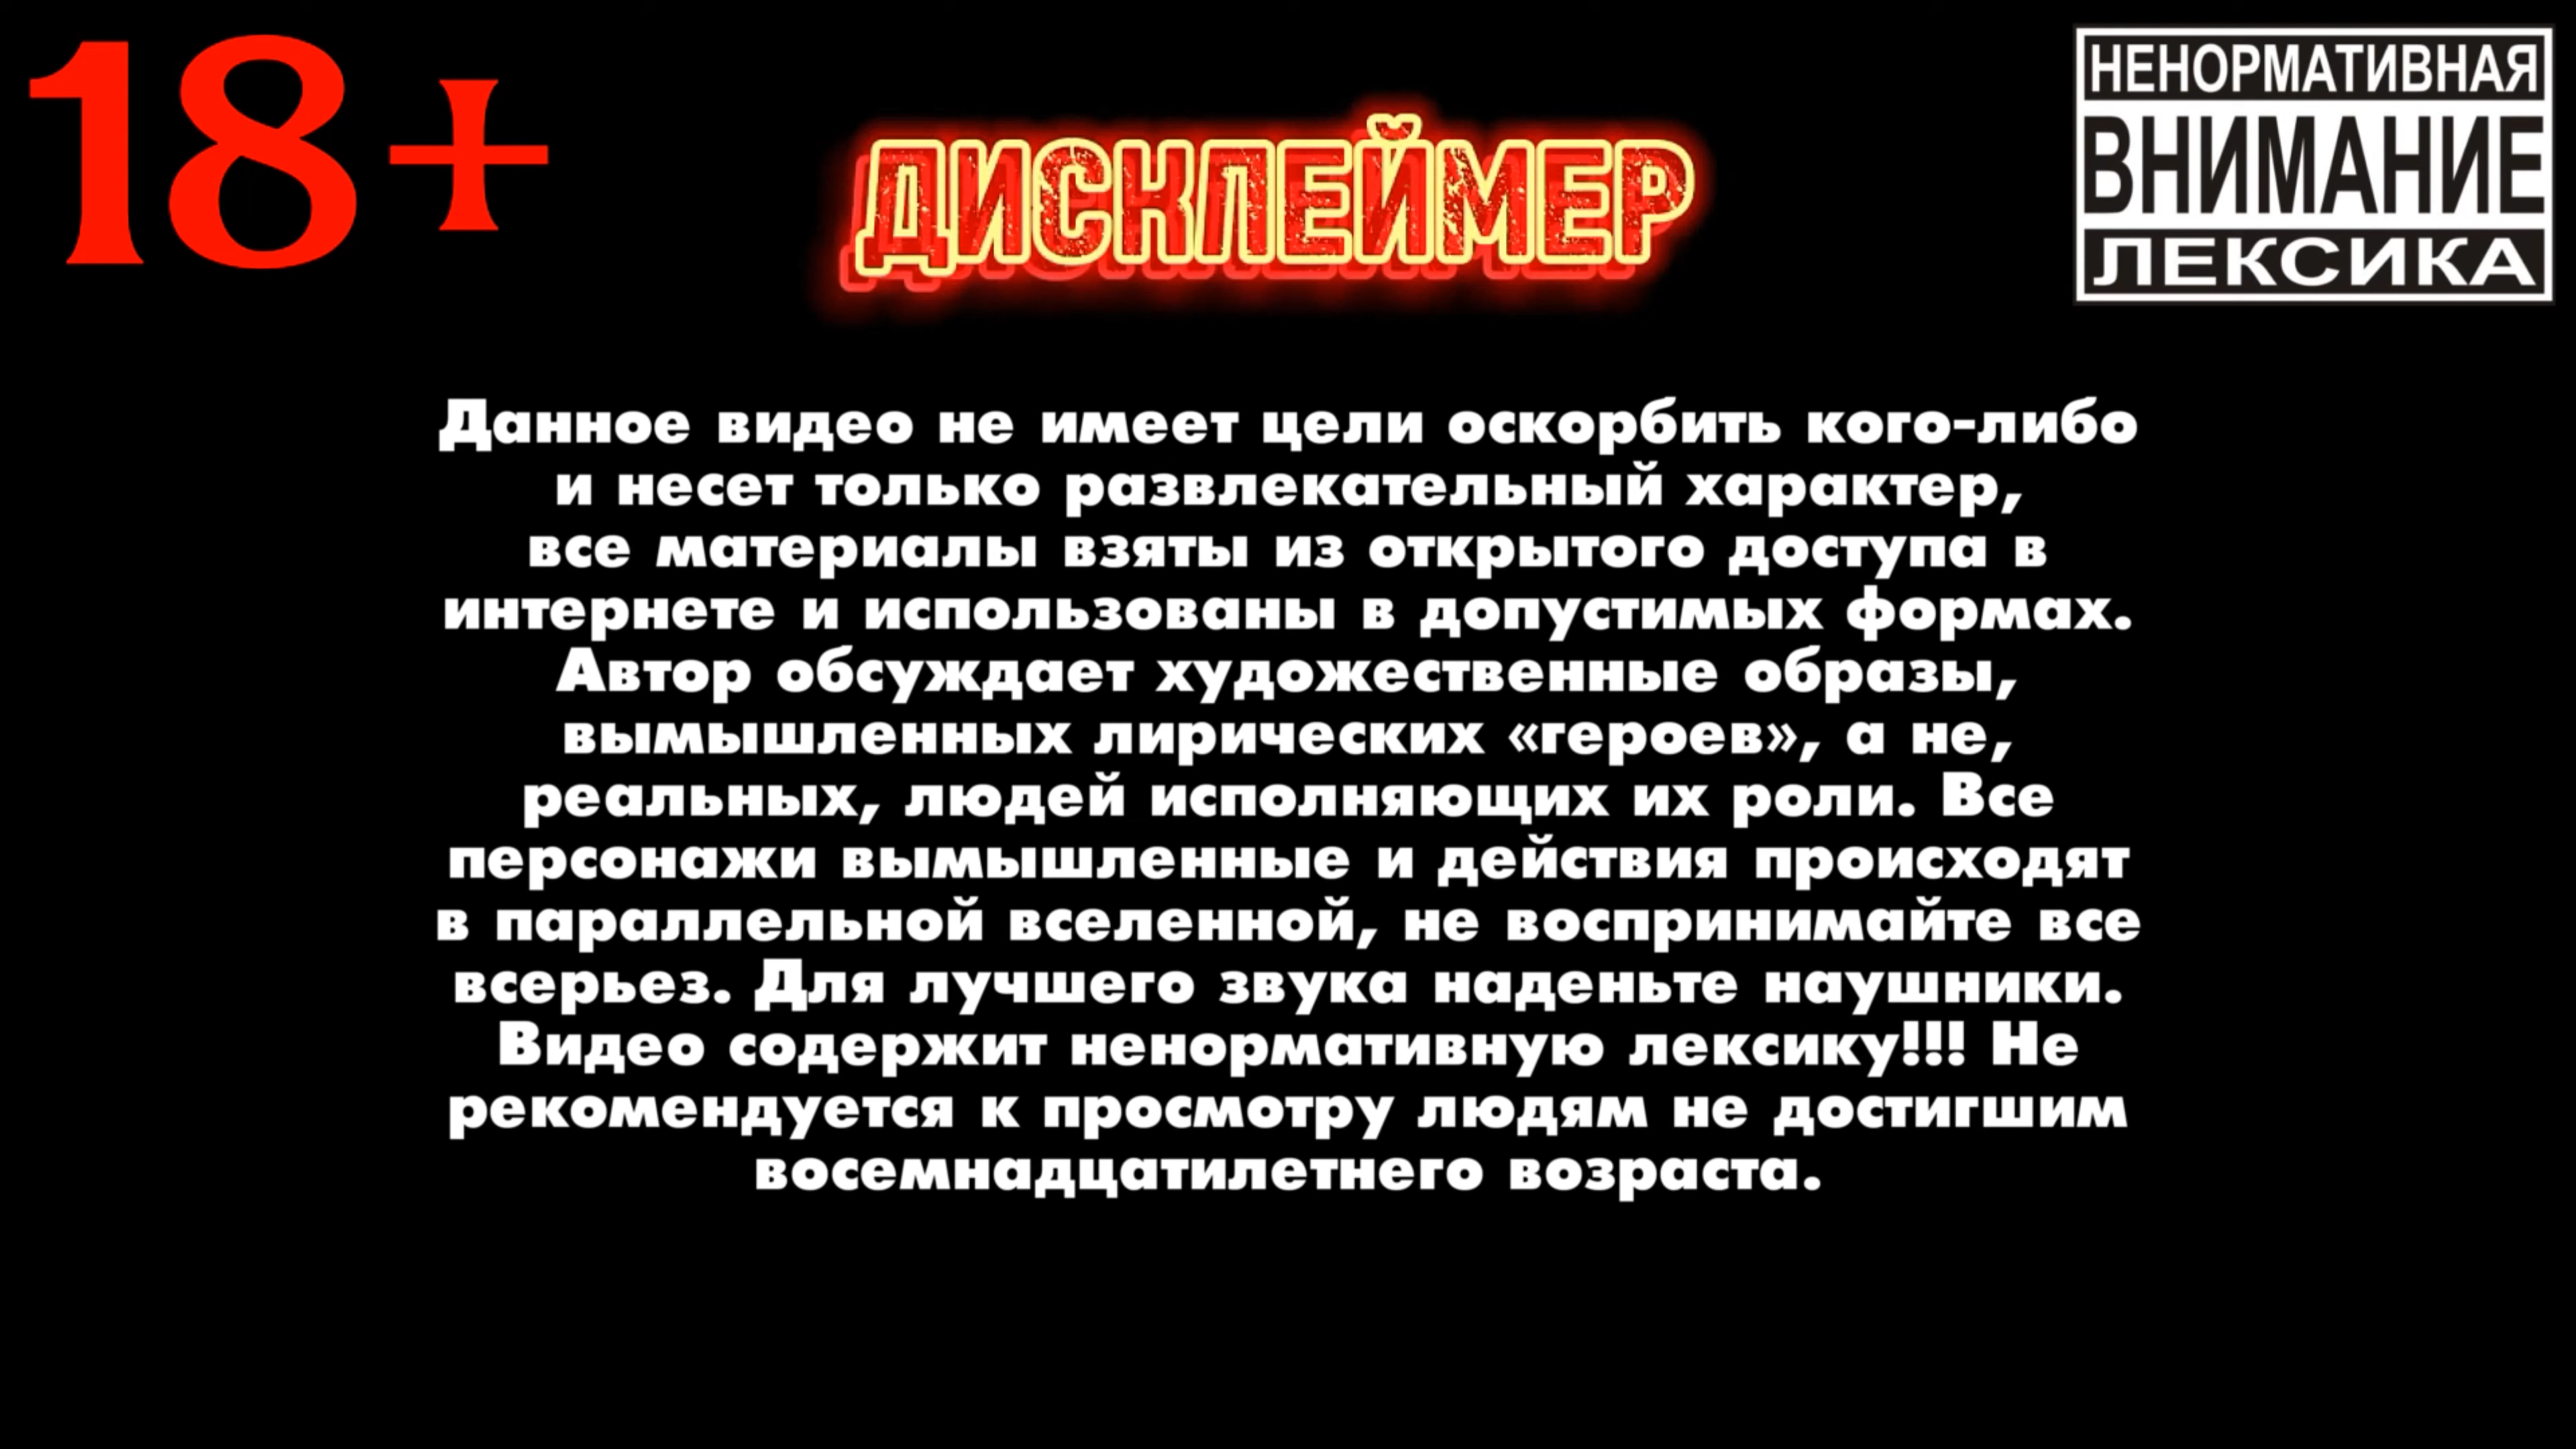 18+
ДИСКЛЕЙМЕР
НЕНОРМАТИВНАЯ
ВНИМАНИЕ
ЛЕКСИКА
Данное видео не имеет цели оскорбить кого-либо
и несет только развлекательный характер,
все материалы взяты из открытого доступа в
интернете и использованы в допустимых формах.
Автор обсуждает художественные образы,
вымышленных лирических «героев», а не,
реальных, людей исполняющих их роли. Все
персонажи вымышленные и действия происходят
в параллельной вселенной, не воспринимайте все
всерьез. Для лучшего звука наденьте наушники.
Видео содержит ненормативную лексику!!! Не
рекомендуется к просмотру людям не достигшим
восемнадцатилетнего возраста.